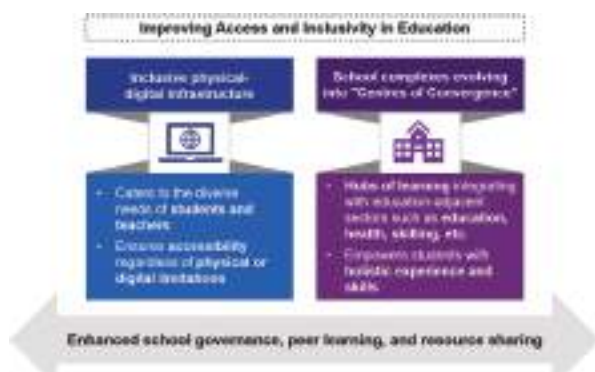 Improving Access and Inclusivity in Education
Inclusive physical-
digital infrastructure
School complexes evolving
into "Centres of Convergence"
• Caters to the diverse
needs of students and
teachers
• Ensures accessibility
regardless of physical or
digital limitations
• Hubs of learning integrating
with education-adjacent
sectors such as education,
health, skilling, etc.
• Empowers students with
holistic experience and
skills
Enhanced school governance, peer learning, and resource sharing